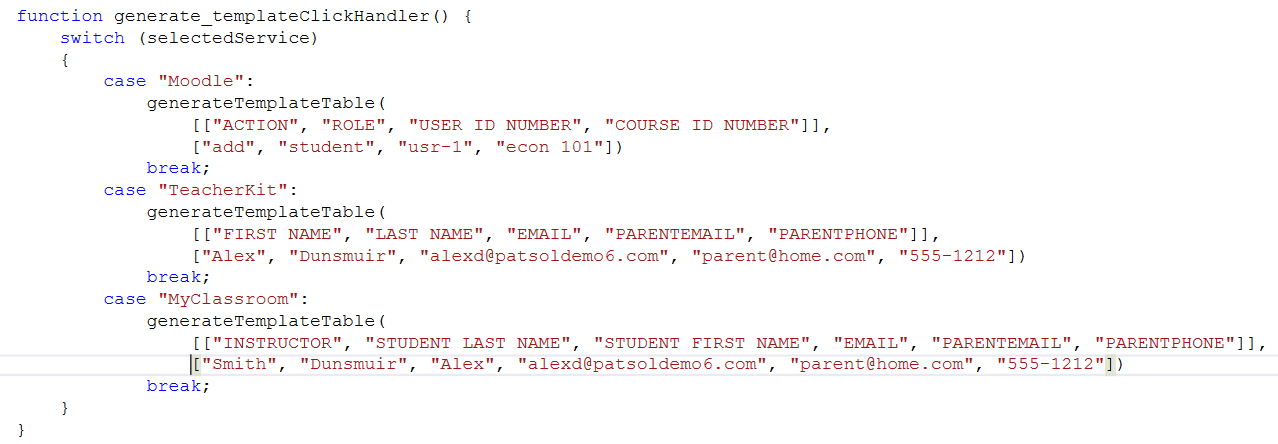 function generate_templateClickHandler() {
    switch (selectedService)
    {
        case "Moodle":
            generateTemplateTable(
                [["ACTION", "ROLE", "USER ID NUMBER", "COURSE ID NUMBER"]],
                ["add", "student", "usr-1", "econ 101"])
            break;
        case "TeacherKit":
            generateTemplateTable(
                [["FIRST NAME", "LAST NAME", "EMAIL", "PARENTEMAIL", "PARENTPHONE"]],
                ["Alex", "Dunsmuir", "alexd@patsoldemo6.com", "parent@home.com", "555-1212"])
            break;
        case "MyClassroom":
            generateTemplateTable(
                [["INSTRUCTOR", "STUDENT LAST NAME", "STUDENT FIRST NAME", "EMAIL", "PARENTEMAIL", "PARENTPHONE"]],
                ["Smith", "Dunsmuir", "Alex", "alexd@patsoldemo6.com", "parent@home.com", "555-1212"])
            break;
    }
}